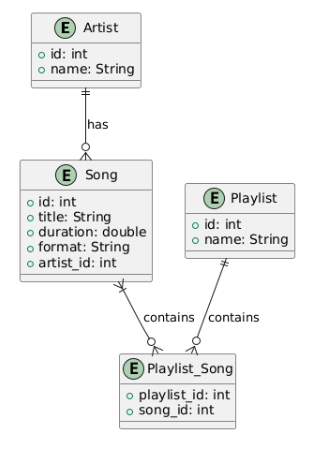 E Artist
id: int
name: String
has
E Song
id: int
title: String
duration: double
format: String
artist_id: int
E Playlist
id: int
name: String
contains
contains
E Playlist_Song
playlist_id: int
song_id: int